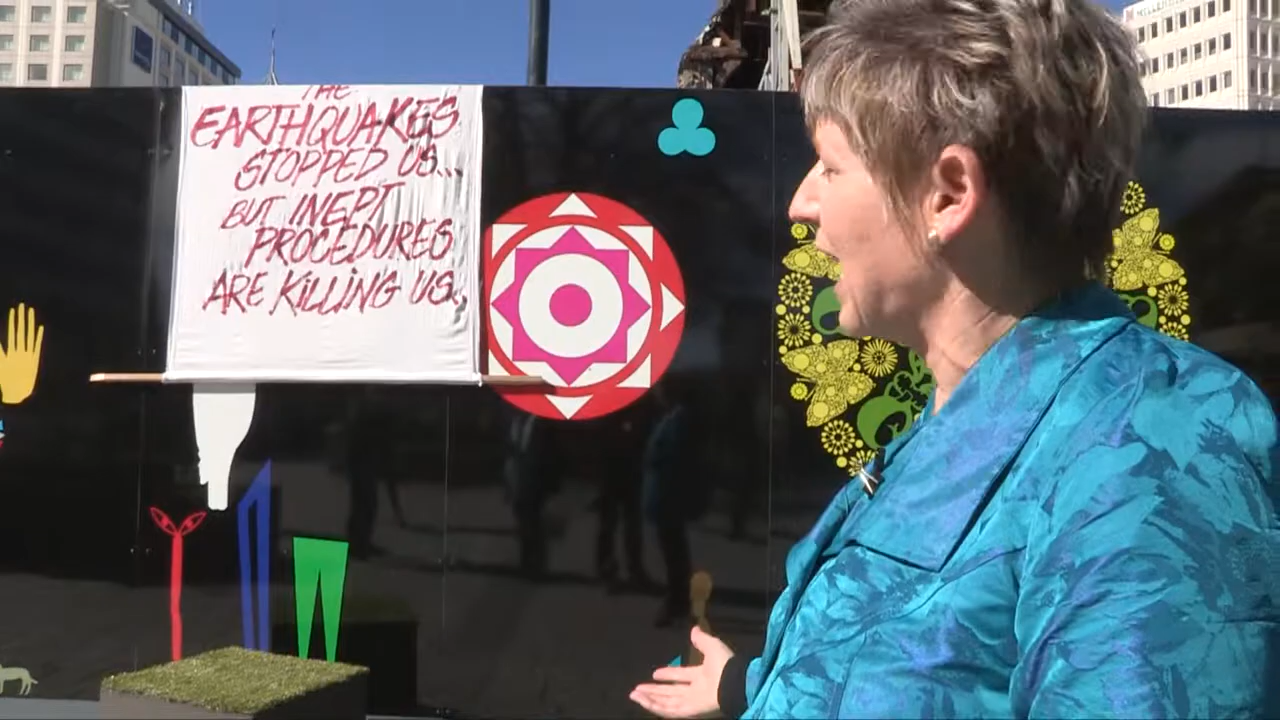 THE
EARTHQUAKES
STOPPED US...
BUT INEPT
PROCEDURES
ARE KILLING US.,